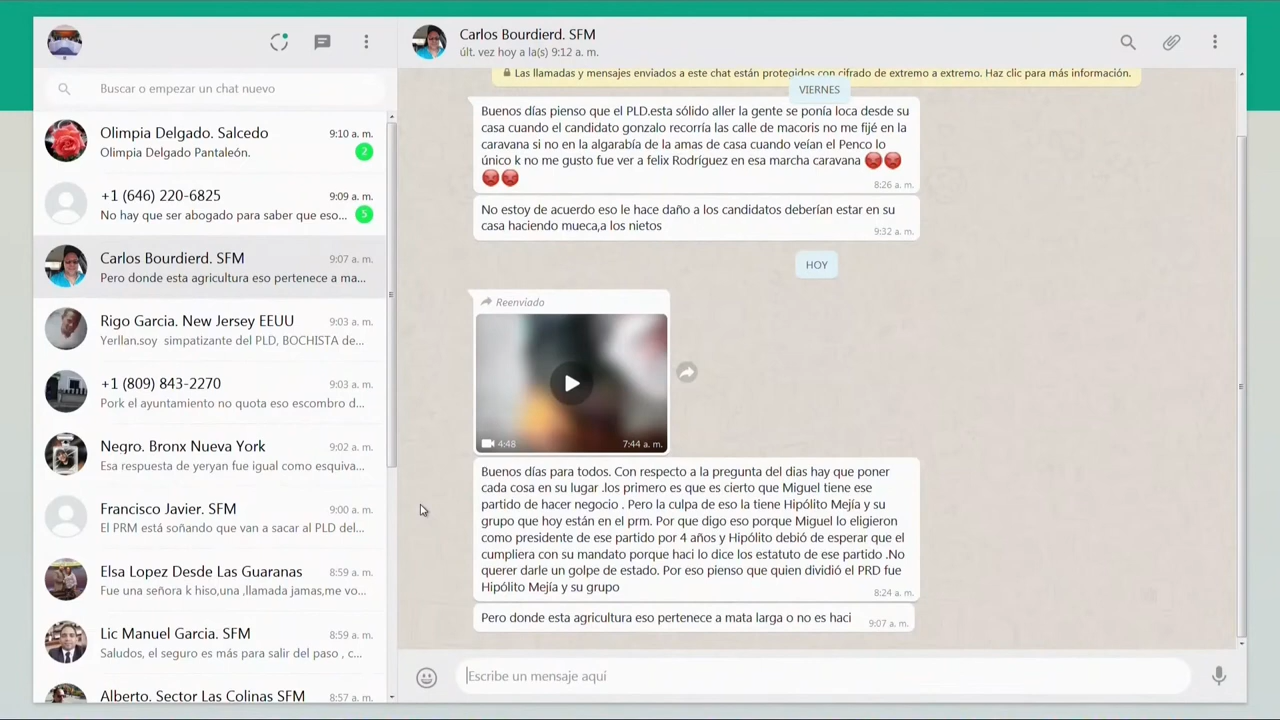 Buscar o empezar un chat nuevo
Olimpia Delgado. Salcedo
9:10 a. m.
Olimpia Delgado Pantaleón.
2
+1 (646) 220-6825
9:09 a. m.
No hay que ser abogado para saber que eso...
5
Carlos Bourdierd. SFM
9:07 a. m.
Pero donde esta agricultura eso pertenece a ma...
Rigo Garcia. New Jersey EEUU
9:03 a. m.
Yerllan.soy simpatizante del PLD, BOCHISTA de...
+1 (809) 843-2270
9:03 a. m.
Pork el ayuntamiento no quota eso escombro d...
Negro. Bronx Nueva York
9:02 a. m.
Esa respuesta de yeryan fue igual como esquiva...
Francisco Javier. SFM
9:00 a. m.
El PRM está soñando que van a sacar al PLD del...
Elsa Lopez Desde Las Guaranas
8:59 a. m.
Fue una señora k hiso,una ,llamada jamas,me vo...
Lic Manuel Garcia. SFM
8:59 a. m.
Saludos, el seguro es más para salir del paso , c...
Alberto. Sector Las Colinas SFM
8:57 a. m.
Carlos Bourdierd. SFM
últ. vez hoy a la(s) 9:12 a. m.
Las llamadas y mensajes enviados a este chat están protegidos con cifrado de extremo a extremo. Haz clic para más información.
VIERNES
Buenos días pienso que el PLD.esta sólido aller la gente se ponía loca desde su
casa cuando el candidato gonzalo recorría las calle de macoris no me fijé en la
caravana si no en la algarabía de la amas de casa cuando veían el Penco lo
único k no me gusto fue ver a felix Rodríguez en esa marcha caravana 😡😡
😡😡
8:26 a. m.
No estoy de acuerdo eso le hace daño a los candidatos deberían estar en su
casa haciendo mueca,a los nietos
9:32 a. m.
HOY
Reenviado
4:48
7:44 a. m.
Buenos días para todos. Con respecto a la pregunta del dias hay que poner
cada cosa en su lugar .los primero es que es cierto que Miguel tiene ese
partido de hacer negocio . Pero la culpa de eso la tiene Hipólito Mejía y su
grupo que hoy están en el prm. Por que digo eso porque Miguel lo eligieron
como presidente de ese partido por 4 años y Hipólito debió de esperar que el
cumpliera con su mandato porque haci lo dice los estatuto de ese partido .No
querer darle un golpe de estado. Por eso pienso que quien dividió el PRD fue
Hipólito Mejía y su grupo
8:24 a. m.
Pero donde esta agricultura eso pertenece a mata larga o no es haci
9:07 a. m.
Escribe un mensaje aquí